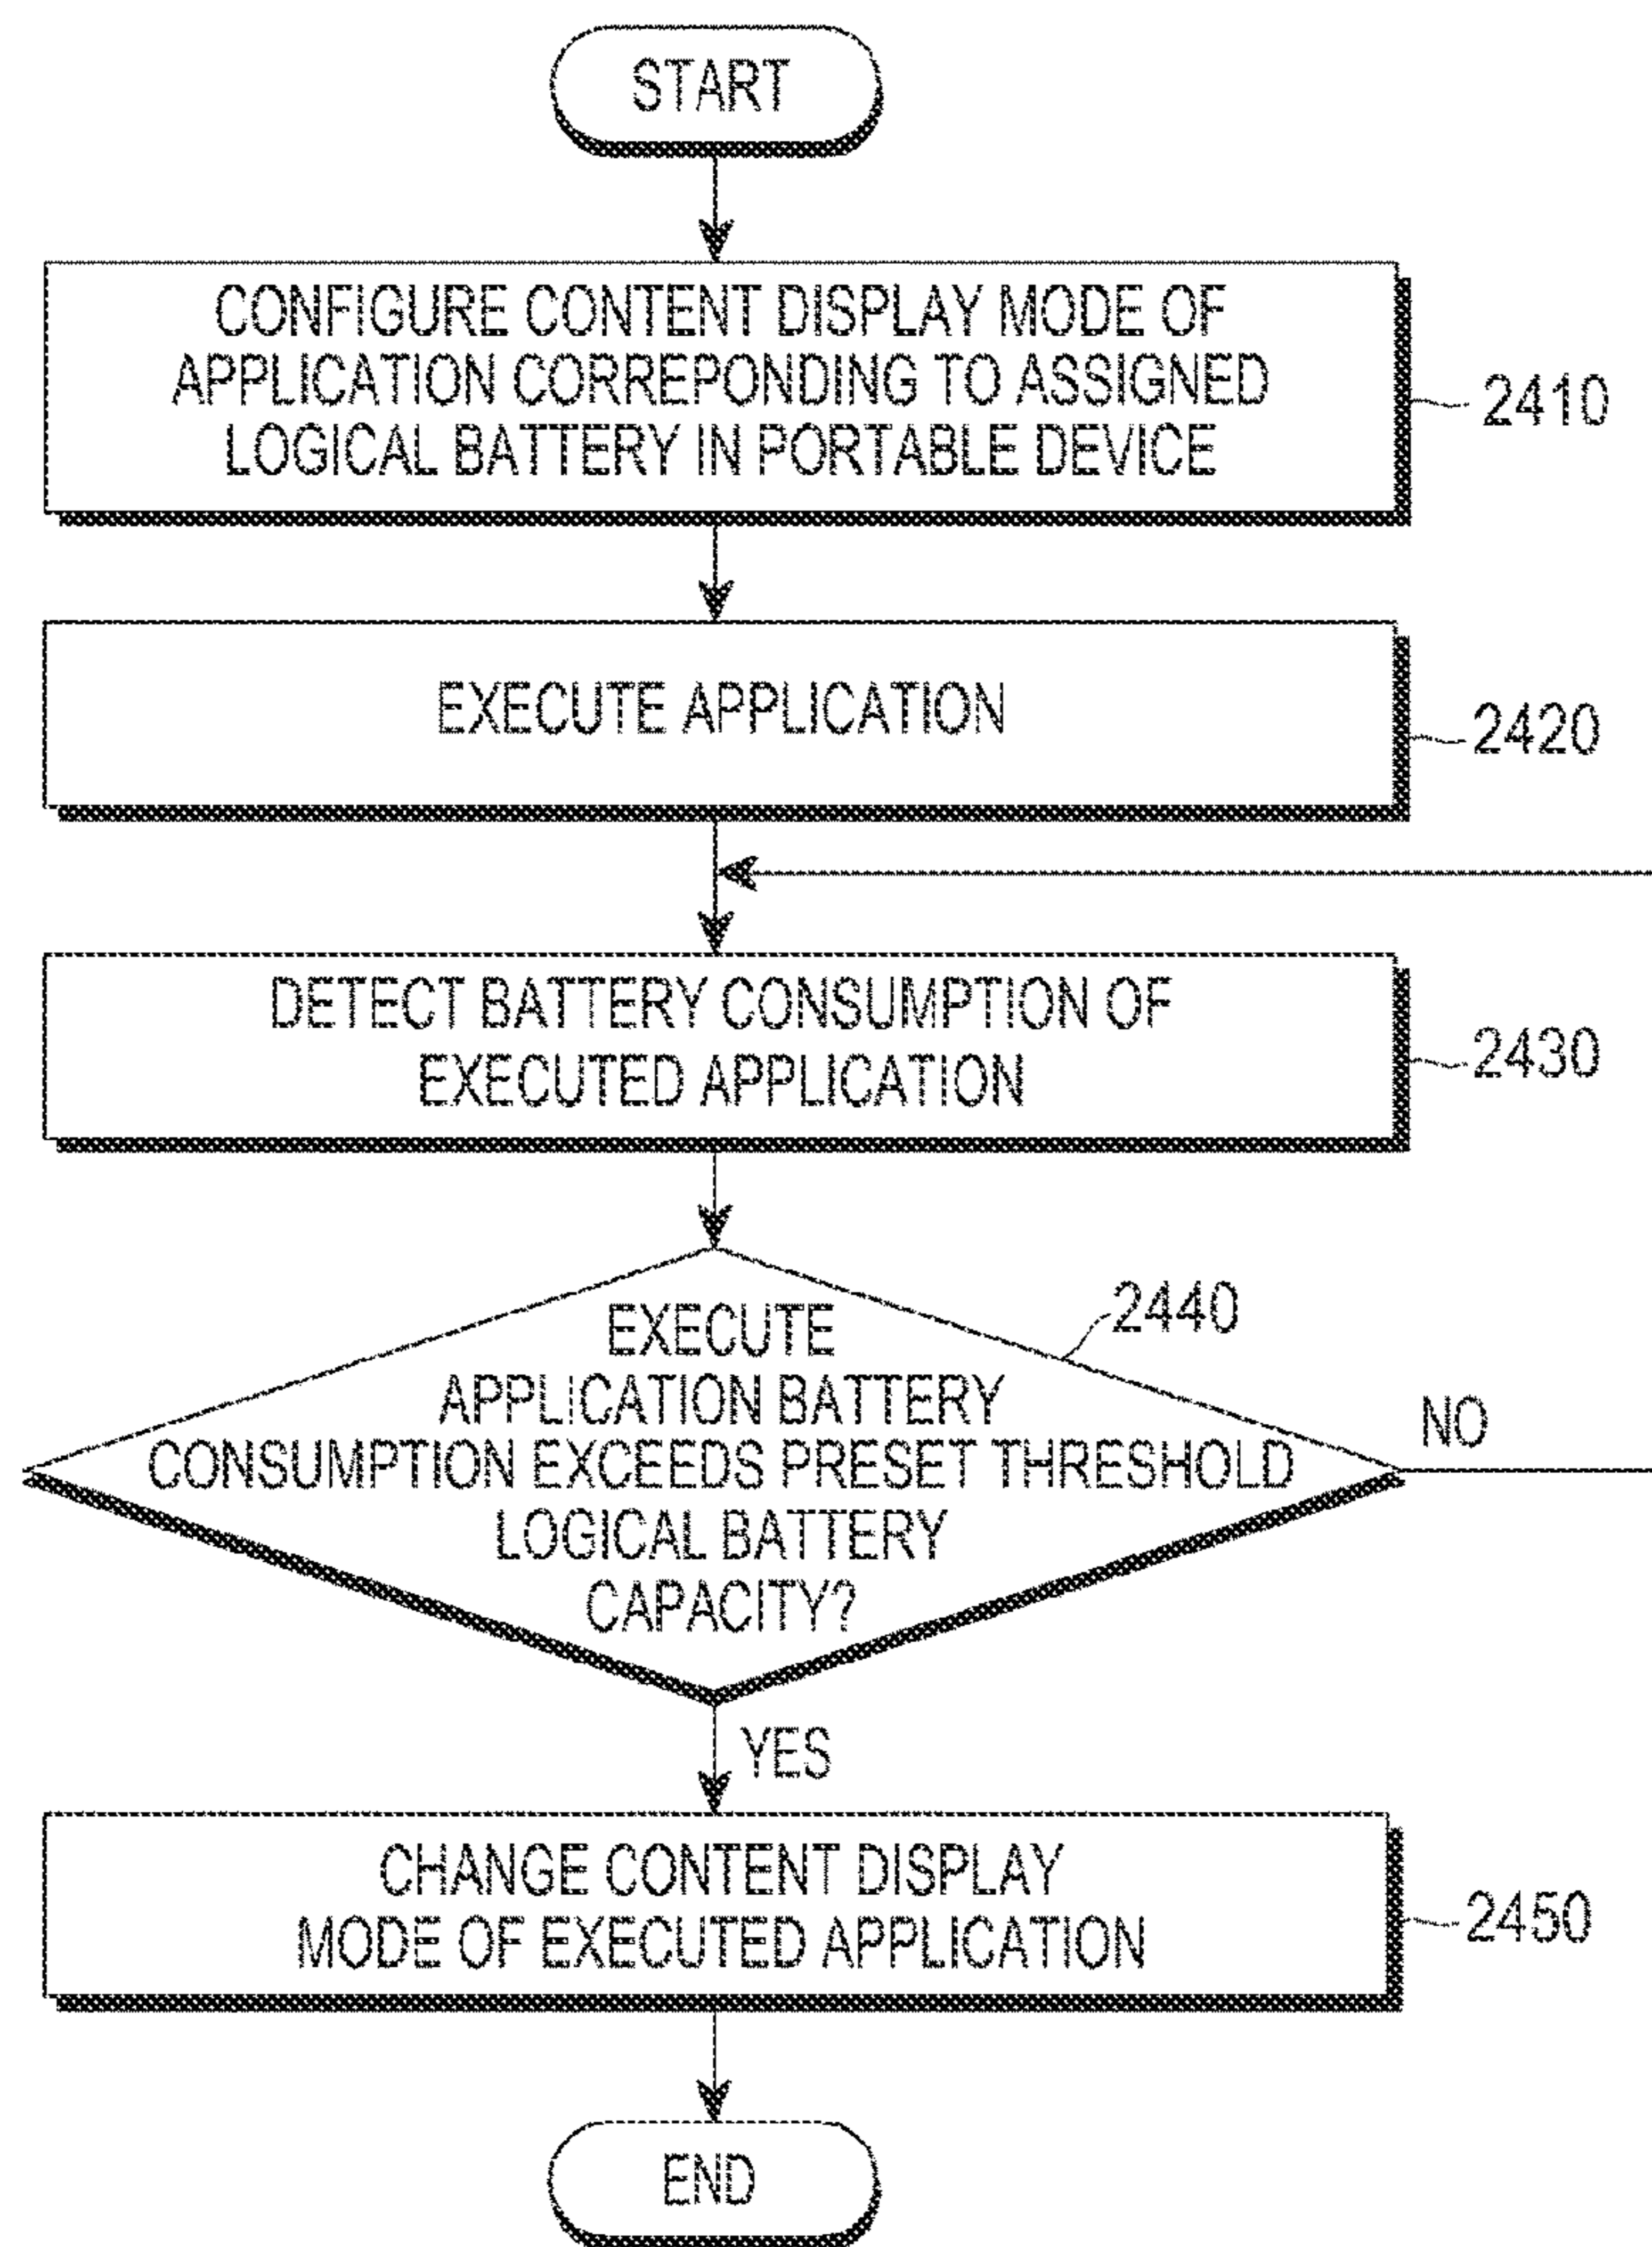 START
CONFIGURE CONTENT DISPLAY MODE OF
APPLICATION CORREPONDING TO ASSIGNED
LOGICAL BATTERY IN PORTABLE DEVICE
2410
EXECUTE APPLICATION
2420
DETECT BATTERY CONSUMPTION OF
EXECUTED APPLICATION
2430
2440
EXECUTE
APPLICATION BATTERY
CONSUMPTION EXCEEDS PRESET THRESHOLD
LOGICAL BATTERY
CAPACITY?
NO
YES
CHANGE CONTENT DISPLAY
MODE OF EXECUTED APPLICATION
2450
END